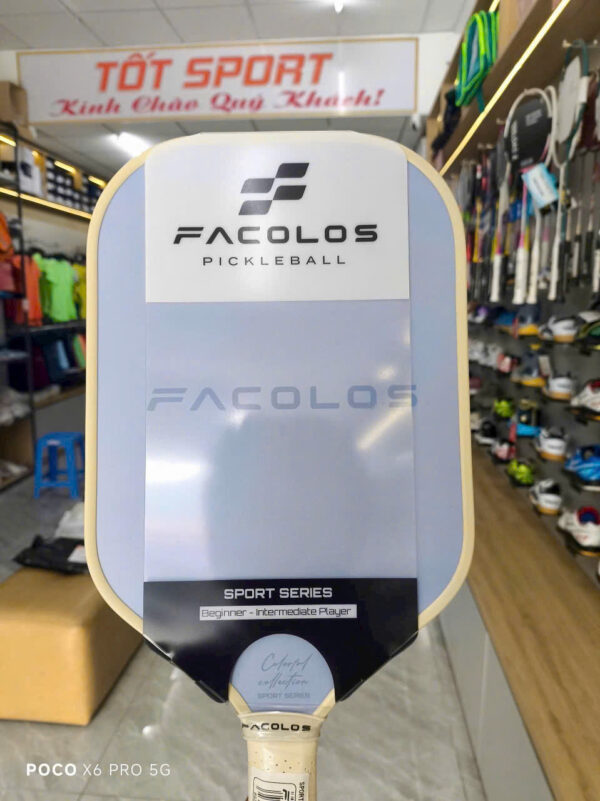 TỐT SPORT
Kính Chào Quý Khách!
FACOLOS
PICKLEBALL
FACOLOS
SPORT SERIES
Beginner - Intermediate Player
Colorful
collection
SPORT SERIES
FACOLOS
SPORTS
POCO X6 PRO 5G